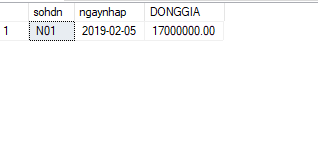 sohdn ngaynhap DONGGIA
1 N01 2019-02-05 17000000.00